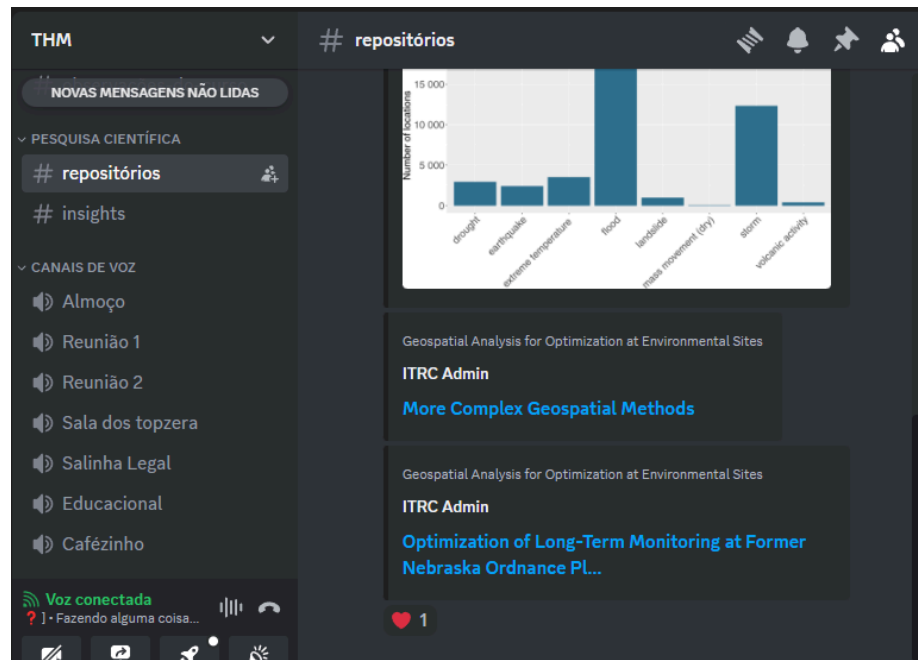 THM
# repositórios
NOVAS MENSAGENS NÃO LIDAS
PESQUISA CIENTÍFICA
# repositórios
# insights
CANAIS DE VOZ
Almoço
Reunião 1
Reunião 2
Sala dos topzera
Salinha Legal
Educacional
Cafézinho
Voz conectada
❓ ] - Fazendo alguma coisa...
Number of locations
15 000
10 000
5 000
0
drought
earthquake
extreme temperature
flood
landslide
mass movement (dry)
storm
volcanic activity
Geospatial Analysis for Optimization at Environmental Sites
ITRC Admin
More Complex Geospatial Methods
Geospatial Analysis for Optimization at Environmental Sites
ITRC Admin
Optimization of Long-Term Monitoring at Former
Nebraska Ordnance Pl...
❤️ 1